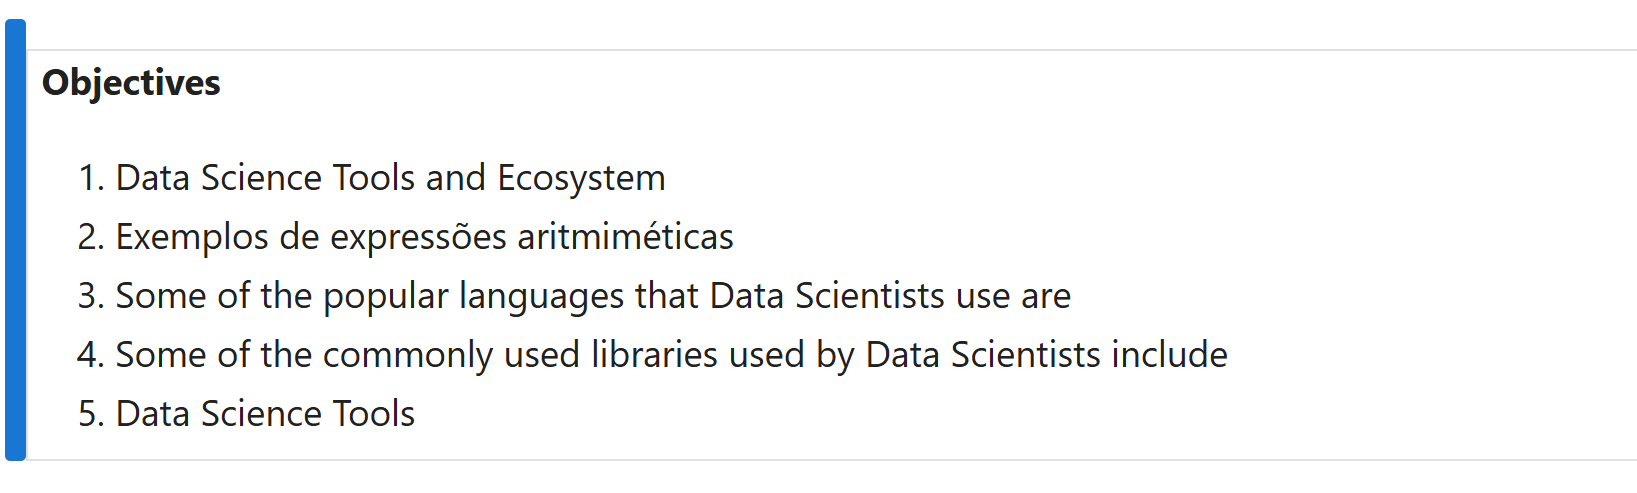 Objectives
1. Data Science Tools and Ecosystem
2. Exemplos de expressões aritmiméticas
3. Some of the popular languages that Data Scientists use are
4. Some of the commonly used libraries used by Data Scientists include
5. Data Science Tools